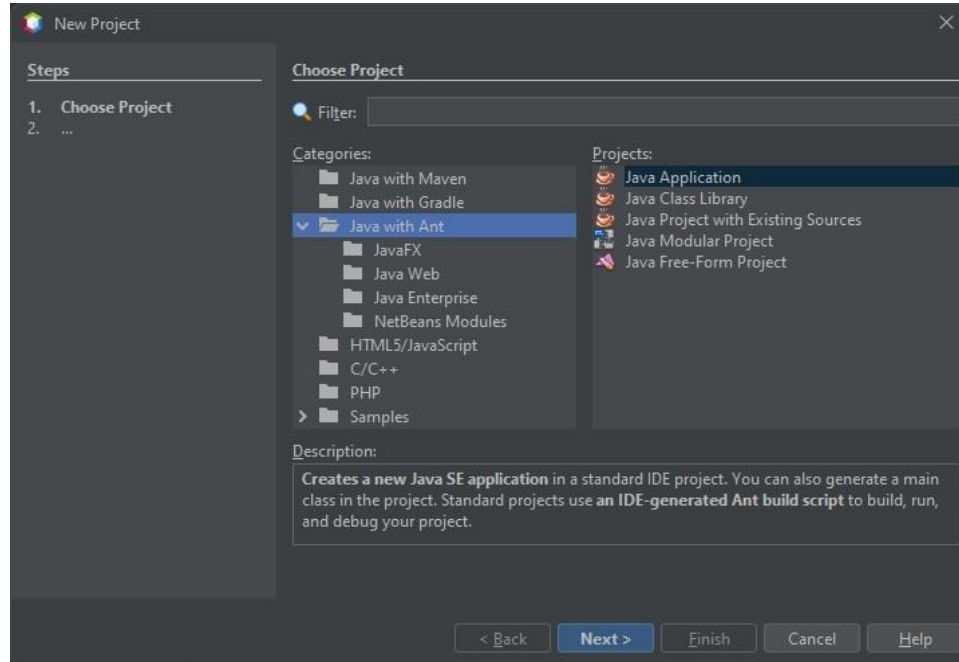 New Project
Steps
1. Choose Project
2. ...
Choose Project
Filter:
Categories:
Java with Maven
Java with Gradle
Java with Ant
JavaFX
Java Web
Java Enterprise
NetBeans Modules
HTML5/JavaScript
C/C++
PHP
Samples
Projects:
Java Application
Java Class Library
Java Project with Existing Sources
Java Modular Project
Java Free-Form Project
Description:
Creates a new Java SE application in a standard IDE project. You can also generate a main
class in the project. Standard projects use an IDE-generated Ant build script to build, run,
and debug your project.
< Back Next > Finish Cancel Help